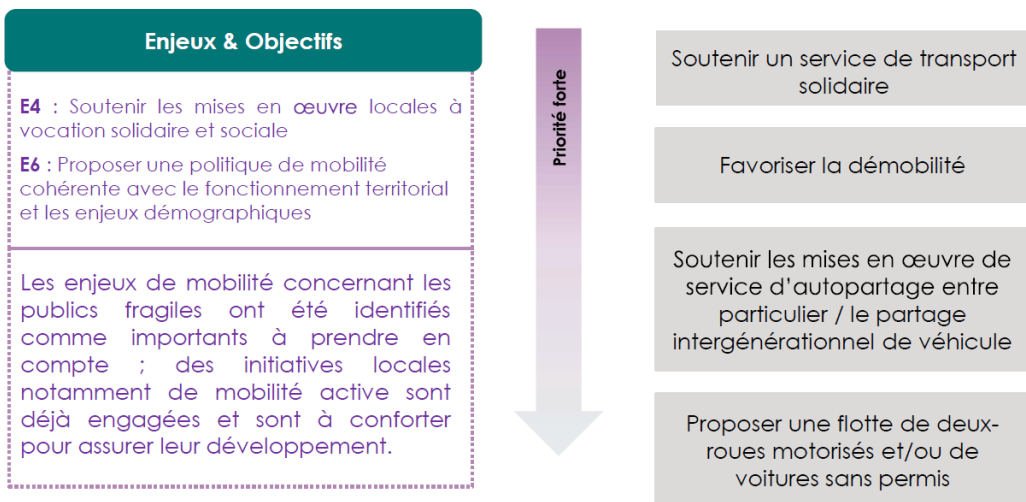 Enjeux & Objectifs
E4 : Soutenir les mises en œuvre locales à
vocation solidaire et sociale
E6 : Proposer une politique de mobilité
cohérente avec le fonctionnement territorial
et les enjeux démographiques
Les enjeux de mobilité concernant les
publics fragiles ont été identifiés
comme importants à prendre en
compte ; des initiatives locales
notamment de mobilité active sont
déjà engagées et sont à conforter
pour assurer leur développement.
Priorité forte
Soutenir un service de transport
solidaire
Favoriser la démobilité
Soutenir les mises en œuvre de
service d’autopartage entre
particulier / le partage
intergénérationnel de véhicule
Proposer une flotte de deux-
roues motorisés et/ou de
voitures sans permis